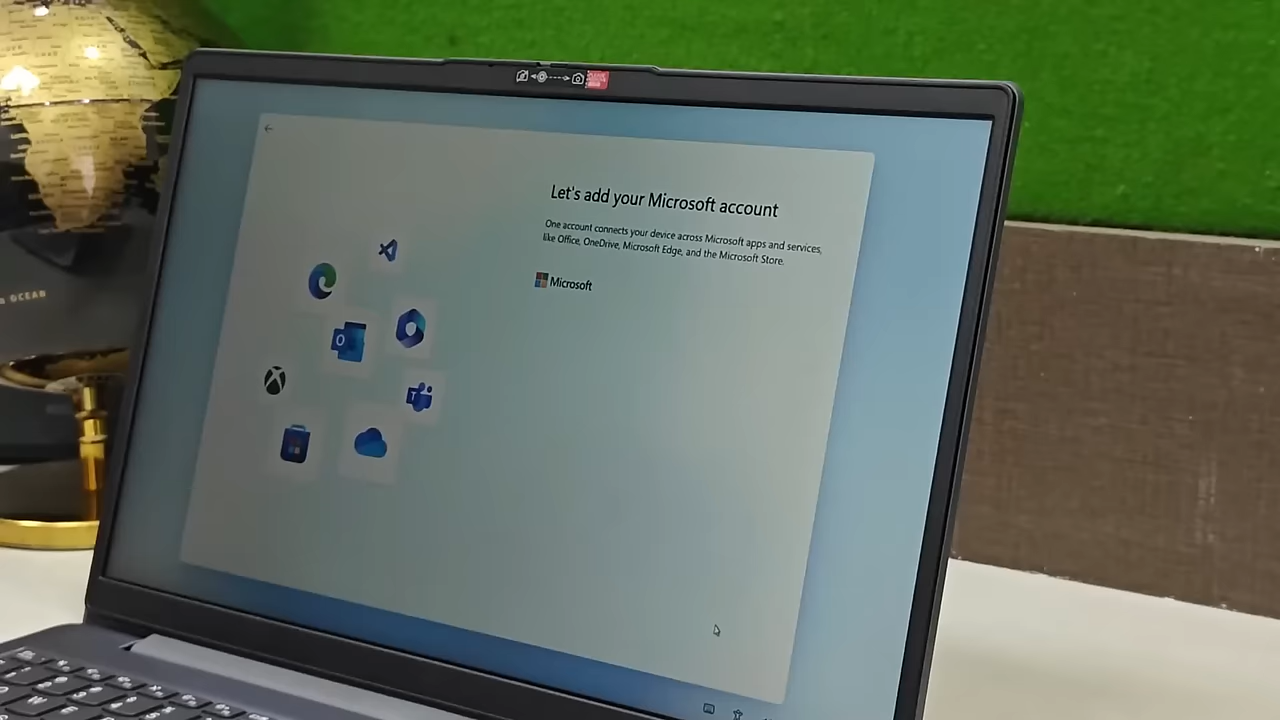 Let's add your Microsoft account
One account connects your device across Microsoft apps and services,
like Office, OneDrive, Microsoft Edge, and the Microsoft Store.
Microsoft
OCEAN